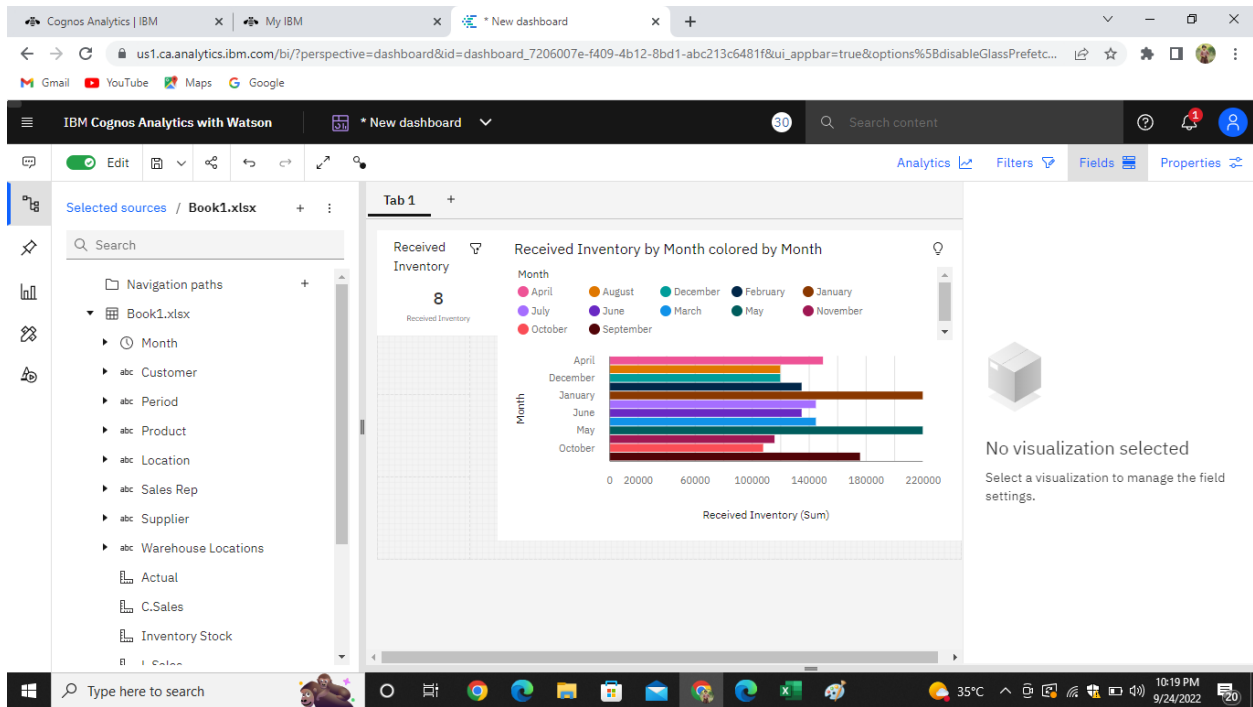 Cognos Analytics | IBM
My IBM
* New dashboard
us1.ca.analytics.ibm.com/bi/?perspective=dashboard&id=dashboard_7206007e-f409-4b12-8bd1-abc213c6481f&ui_appbar=true&options%5BdisableGlassPrefetc...
Gmail YouTube Maps Google
IBM Cognos Analytics with Watson
* New dashboard
30
Search content
1
Edit
Analytics Filters Fields Properties
Selected sources / Book1.xlsx
Tab 1
Search
Navigation paths
Book1.xlsx
Month
abc Customer
abc Period
abc Product
abc Location
abc Sales Rep
abc Supplier
abc Warehouse Locations
Actual
C.Sales
Inventory Stock
Received
Inventory
8
Received Inventory
Received Inventory by Month colored by Month
Month
April August December February January
July June March May November
October September
Month
April
December
January
June
May
October
0 20000 60000 100000 140000 180000 220000
Received Inventory (Sum)
No visualization selected
Select a visualization to manage the field
settings.
Type here to search
35°C
10:19 PM
9/24/2022
20